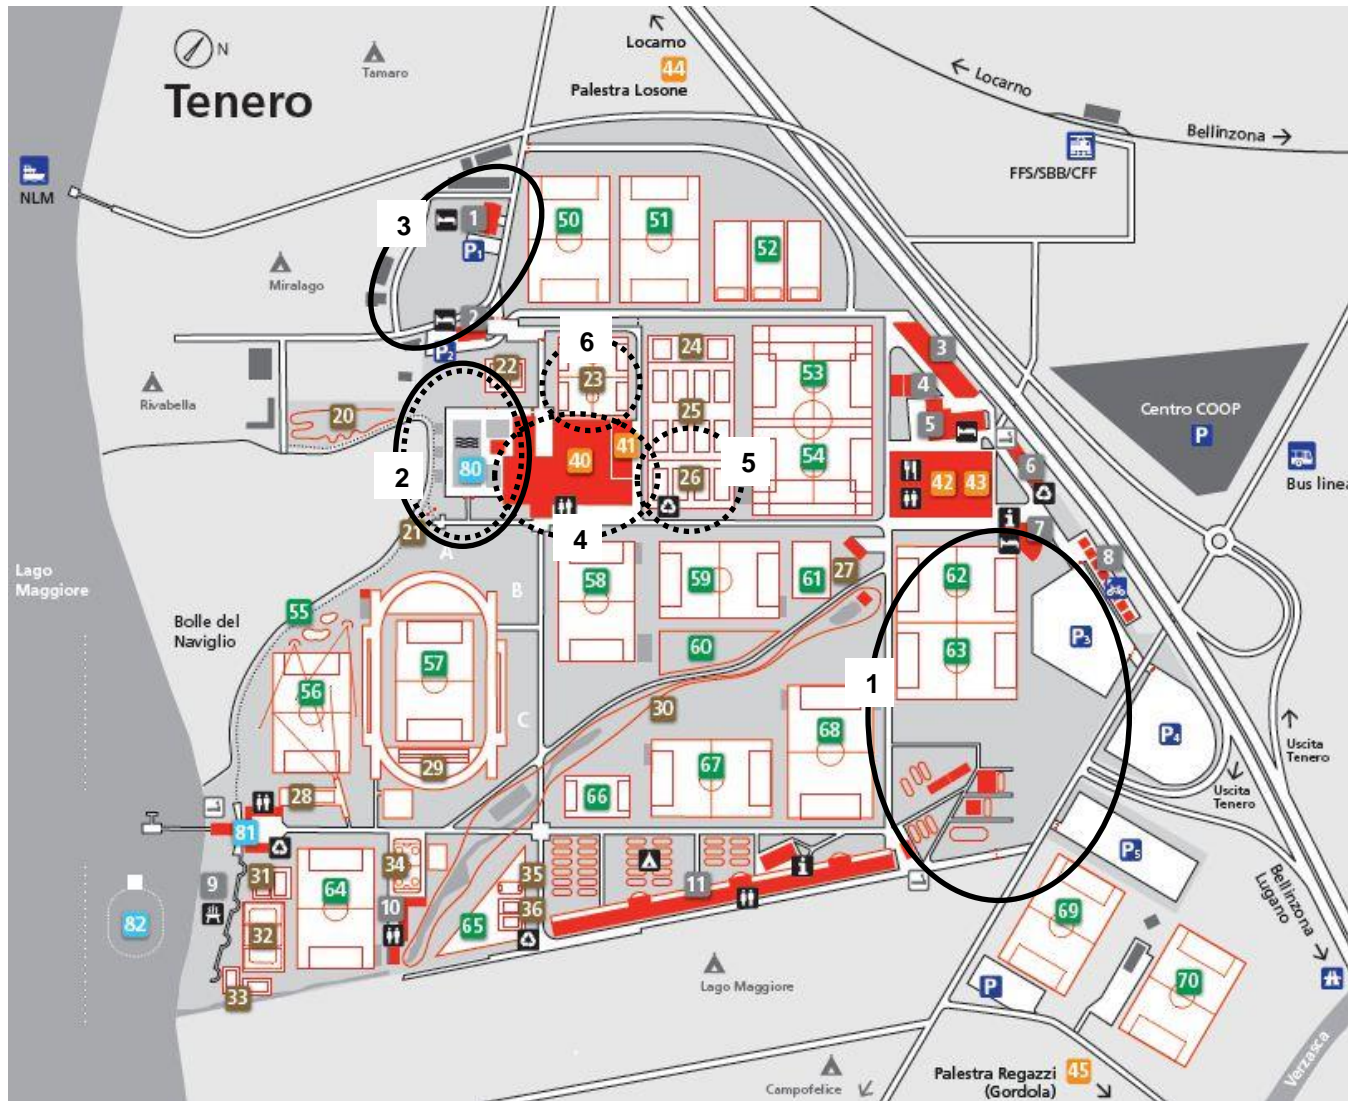 N
Tenero
Tamaro
Locarno
44
Palestra Losone
Locarno
Bellinzona
FFS/SBB/CFF
NLM
3
1
P1
50
51
52
Miralago
2
P2
6
22
23
24
53
3
4
5
Rivabella
20
25
Centro COOP
P
2
80
40
41
26
5
54
42
43
6
Bus linea
4
21
A
7
8
Lago
Maggiore
B
58
59
61
27
62
P3
Bolle del
Naviglio
55
56
57
60
63
1
C
30
68
P4
Uscita
Tenero
Uscita
Tenero
29
67
66
28
81
P5
9
31
34
35
11
Bellinzona
Lugano
82
32
64
10
36
65
69
33
Lago Maggiore
P
70
Campofelice
Palestra Regazzi
(Gordola)
45
Verzasca